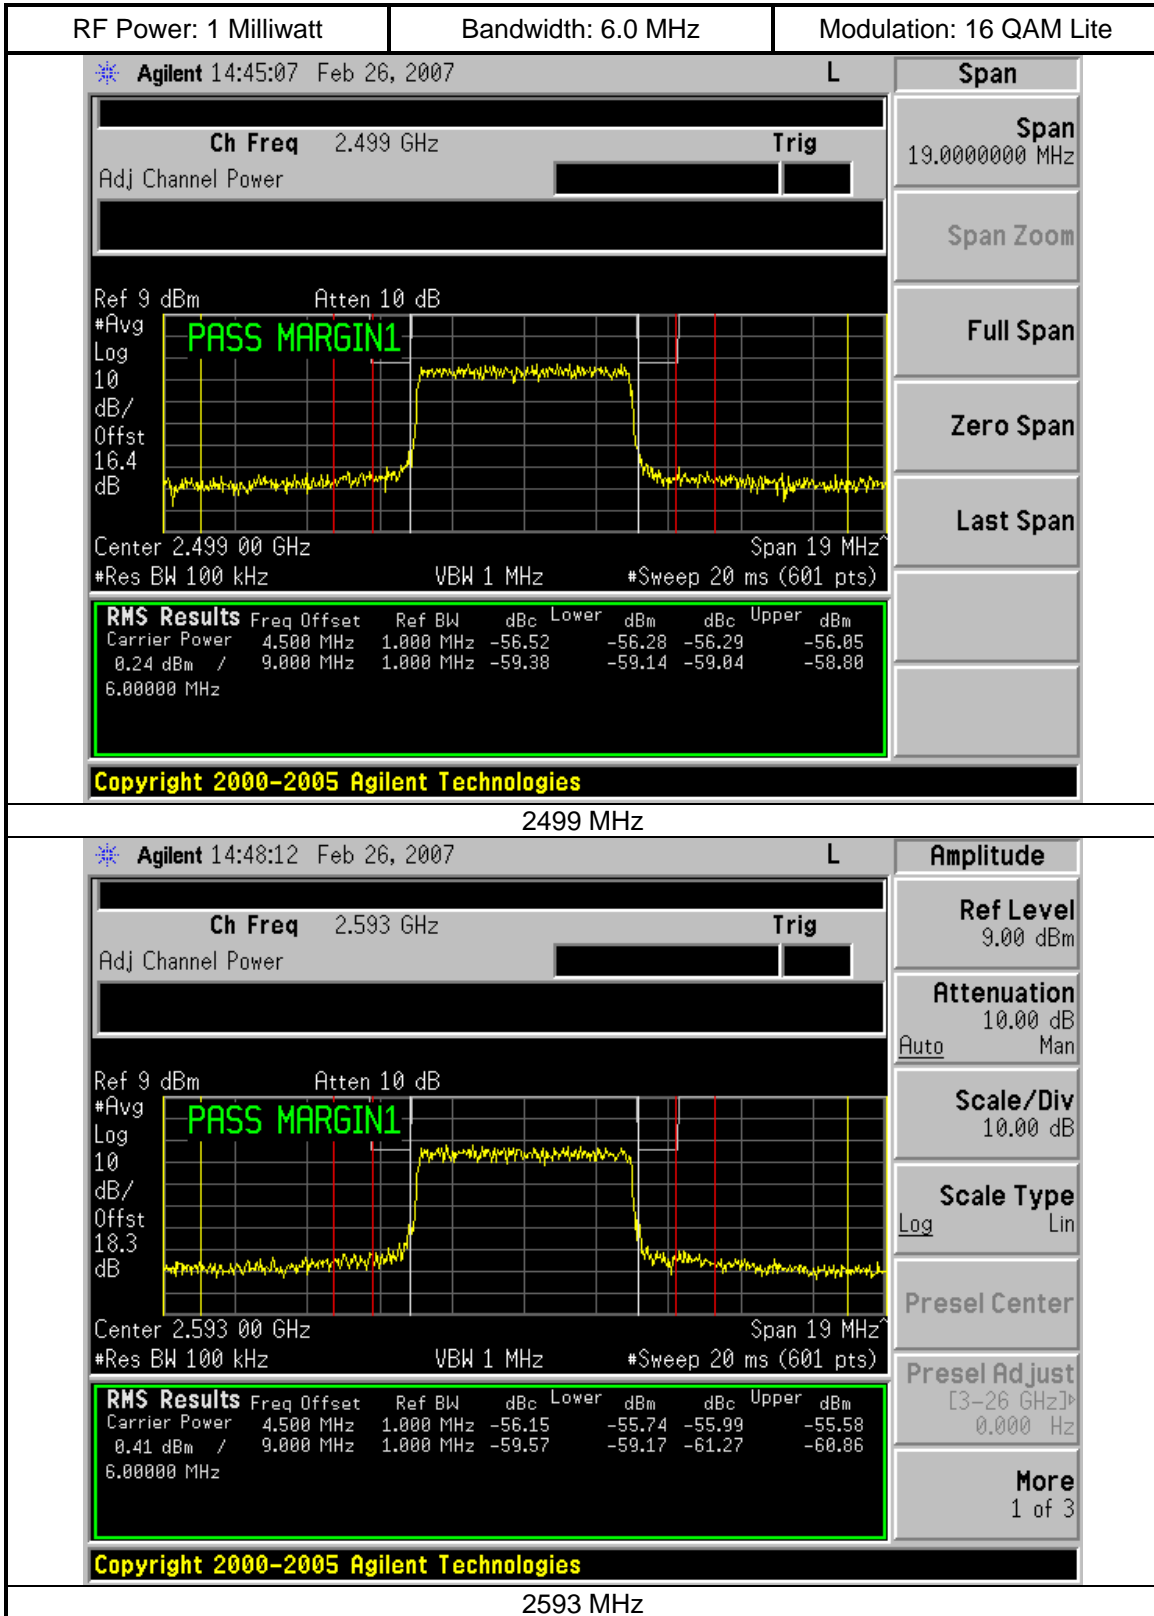 RF Power: 1 Milliwatt Bandwidth: 6.0 MHz Modulation: 16 QAM Lite
Agilent 14:45:07 Feb 26, 2007 L Span
Ch Freq 2.499 GHz Trig
Adj Channel Power
Span
19.0000000 MHz
Span Zoom
Full Span
Zero Span
Last Span
Ref 9 dBm Atten 10 dB
#Avg
Log
10
dB/
Offst
16.4
dB
PASS MARGIN1
Center 2.499 00 GHz Span 19 MHz^
#Res BW 100 kHz VBW 1 MHz #Sweep 20 ms (601 pts)
RMS Results Freq Offset Ref BW dBc Lower dBm dBc Upper dBm
Carrier Power 4.500 MHz 1.000 MHz -56.52 -56.28 -56.29 -56.05
0.24 dBm / 9.000 MHz 1.000 MHz -59.38 -59.14 -59.04 -58.80
6.00000 MHz
Copyright 2000-2005 Agilent Technologies
2499 MHz
Agilent 14:48:12 Feb 26, 2007 L Amplitude
Ch Freq 2.593 GHz Trig
Adj Channel Power
Ref Level
9.00 dBm
Attenuation
10.00 dB
Auto Man
Scale/Div
10.00 dB
Scale Type
Log Lin
Presel Center
Presel Adjust
[3-26 GHz]▹
0.000 Hz
More
1 of 3
Ref 9 dBm Atten 10 dB
#Avg
Log
10
dB/
Offst
18.3
dB
PASS MARGIN1
Center 2.593 00 GHz Span 19 MHz^
#Res BW 100 kHz VBW 1 MHz #Sweep 20 ms (601 pts)
RMS Results Freq Offset Ref BW dBc Lower dBm dBc Upper dBm
Carrier Power 4.500 MHz 1.000 MHz -56.15 -55.74 -55.99 -55.58
0.41 dBm / 9.000 MHz 1.000 MHz -59.57 -59.17 -61.27 -60.86
6.00000 MHz
Copyright 2000-2005 Agilent Technologies
2593 MHz